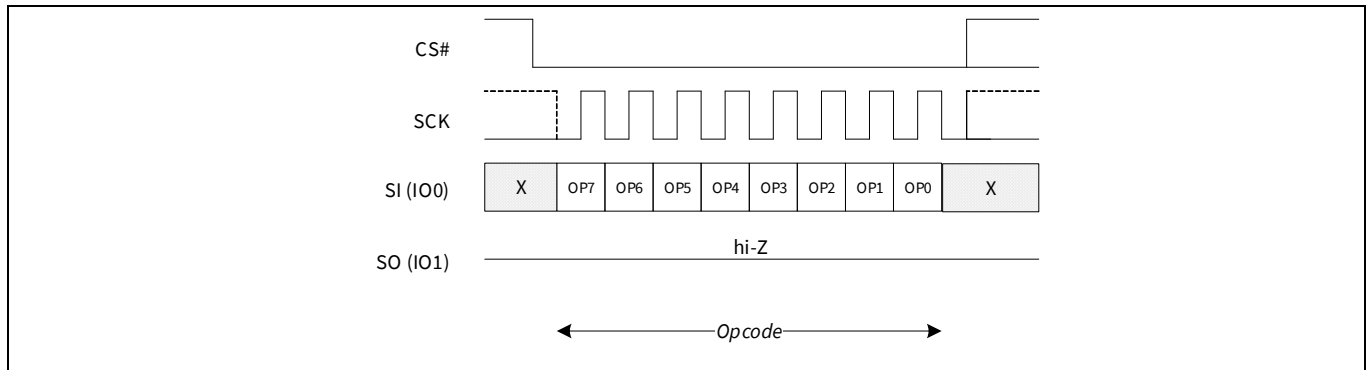 CS#
SCK
SI (IO0) X OP7 OP6 OP5 OP4 OP3 OP2 OP1 OP0 X
hi-Z
SO (IO1)
Opcode